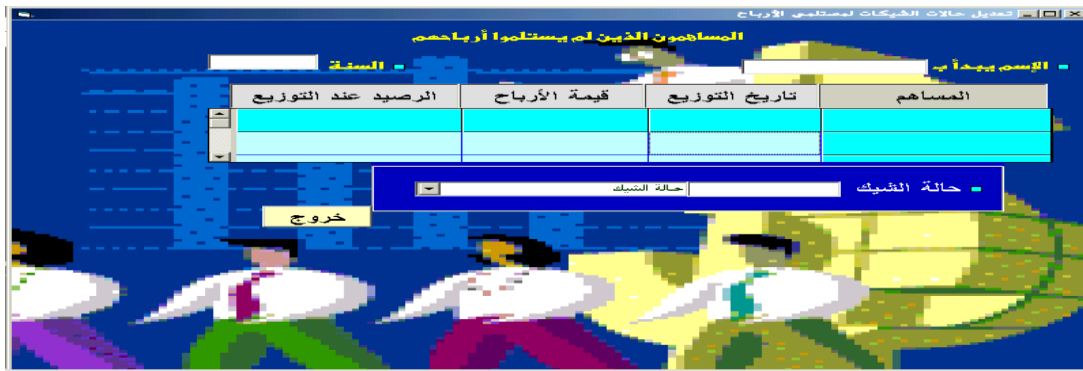 تعديل حالات الشيكات لمستلمي الأرباح
المساهمون الذين لم يستلموا أرباحهم
الإسم يبدأ ب السنة
المساهم تاريخ التوزيع قيمة الأرباح الرصيد عند التوزيع
حالة الشيك حالة الشيك
خروج